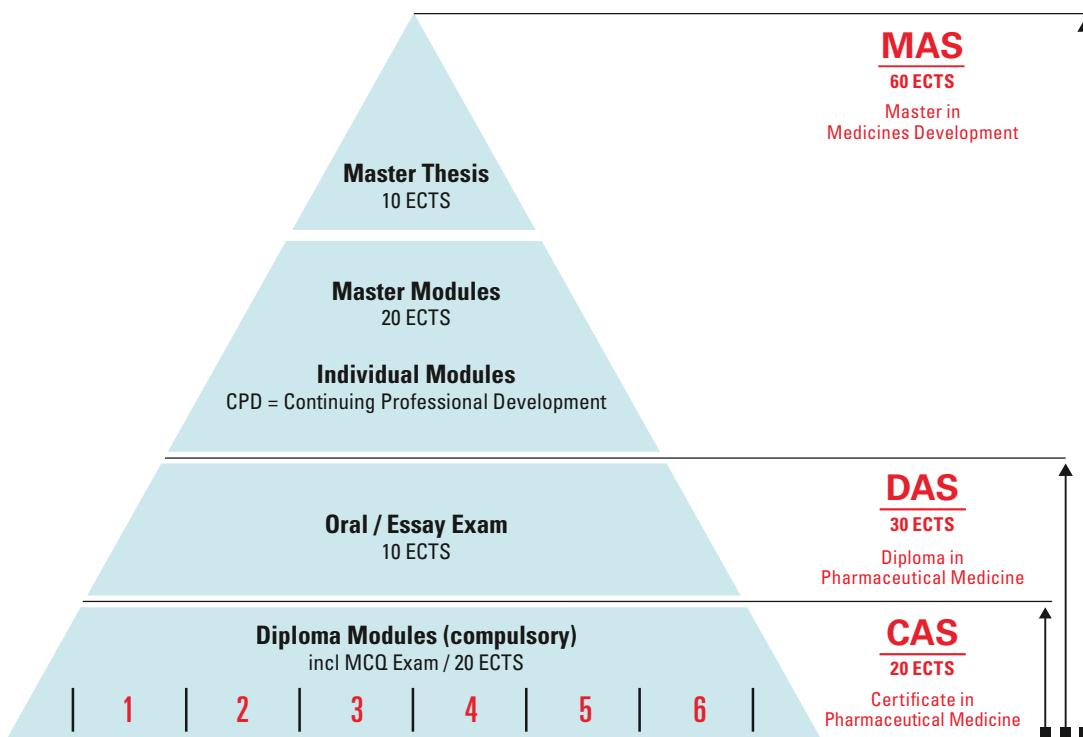 MAS
60 ECTS
Master in
Medicines Development
Master Thesis
10 ECTS
Master Modules
20 ECTS
Individual Modules
CPD = Continuing Professional Development
DAS
30 ECTS
Diploma in
Pharmaceutical Medicine
Oral / Essay Exam
10 ECTS
CAS
20 ECTS
Certificate in
Pharmaceutical Medicine
Diploma Modules (compulsory)
incl MCQ Exam / 20 ECTS
1 2 3 4 5 6